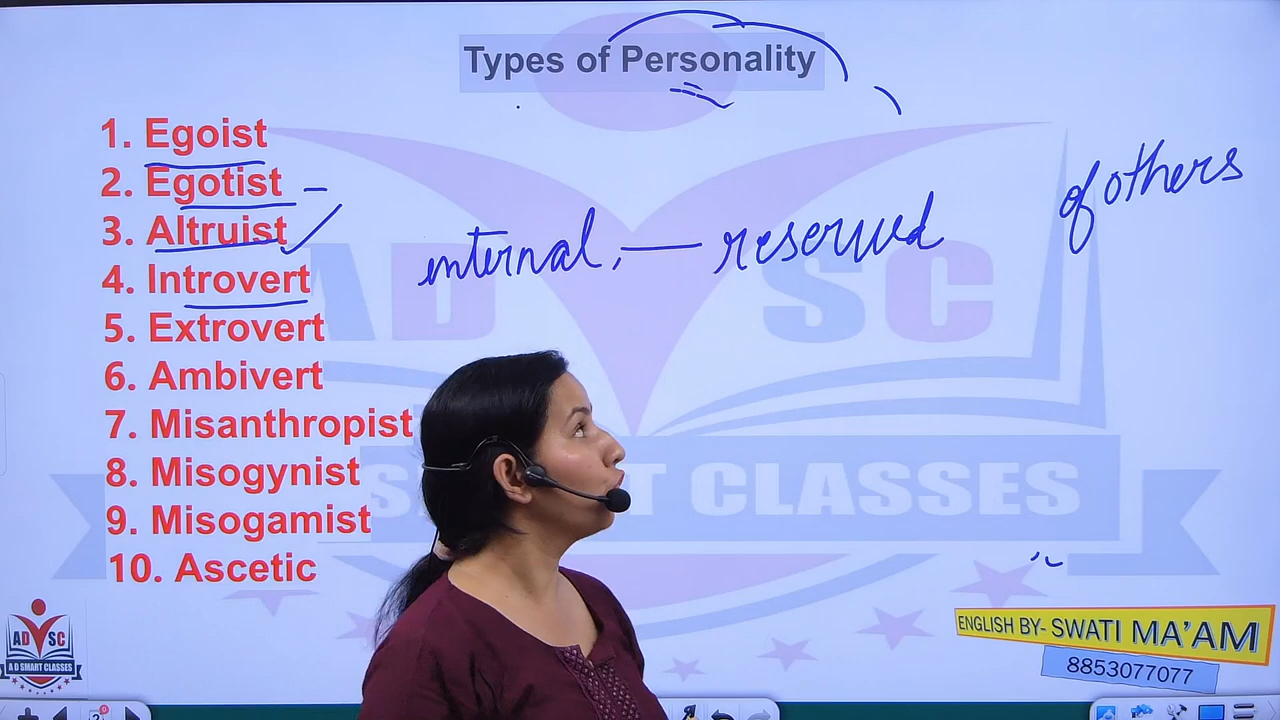 Types of Personality
1. Egoist
2. Egotist -
3. Altruist ✓
4. Introvert
5. Extrovert
6. Ambivert
7. Misanthropist
8. Misogynist
9. Misogamist
10. Ascetic
internal, — reserved
of others
AD SC
SMART CLASSES
AD SC
A D SMART CLASSES
ENGLISH BY- SWATI MA'AM
8853077077